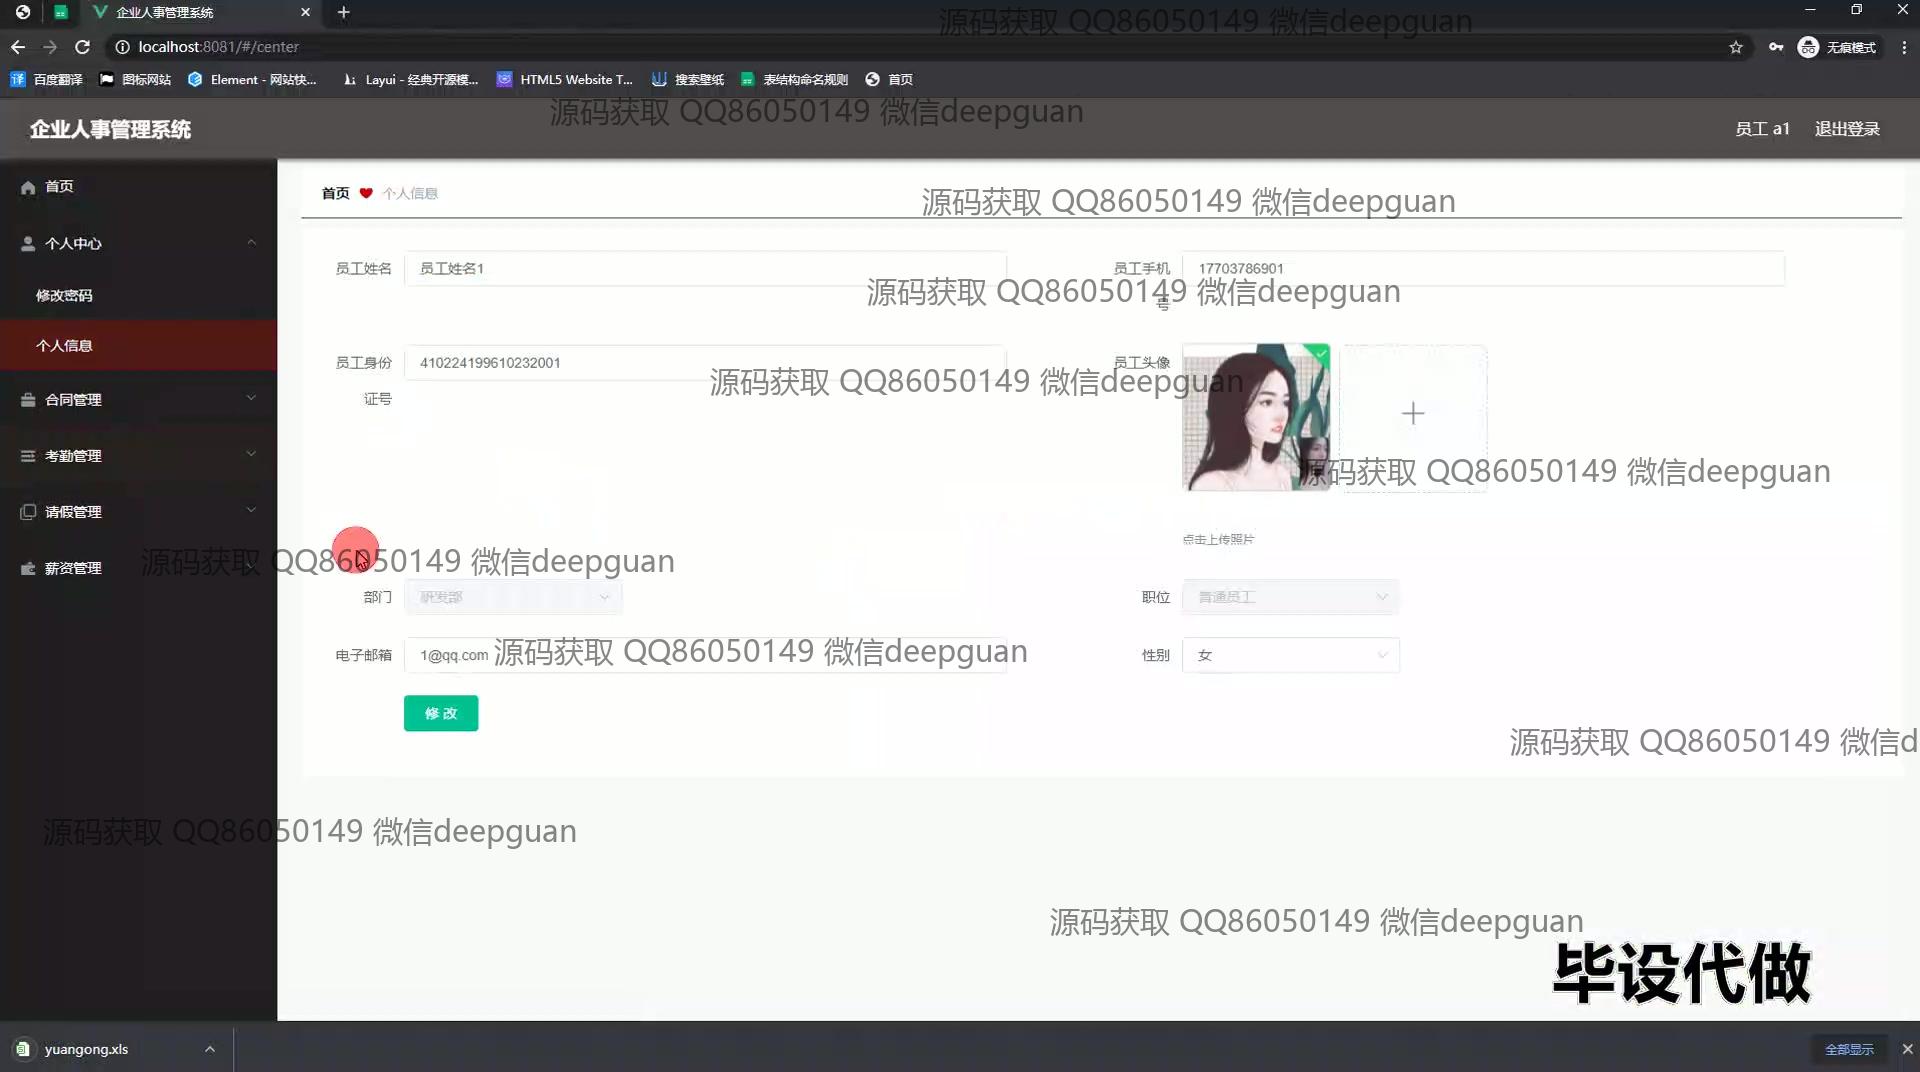 企业人事管理系统
源码获取 QQ86050149 微信deepguan
localhost:8081/#/center
无痕模式
百度翻译
图标网站
Element - 网站快...
Layui - 经典开源模...
HTML5 Website T...
搜索壁纸
表结构命名规则
首页
源码获取 QQ86050149 微信deepguan
企业人事管理系统
员工 a1
退出登录
首页
个人中心
修改密码
个人信息
合同管理
考勤管理
请假管理
薪资管理
首页 个人信息
源码获取 QQ86050149 微信deepguan
员工姓名 员工姓名1
员工手机号 17703786901
源码获取 QQ86050149 微信deepguan
员工身份证号 410224199610232001
员工头像
源码获取 QQ86050149 微信deepguan
源码获取 QQ86050149 微信deepguan
点击上传照片
源码获取 QQ86050149 微信deepguan
部门 研发部
职位 普通员工
电子邮箱 1@qq.com
源码获取 QQ86050149 微信deepguan
性别 女
修改
源码获取 QQ86050149 微信d
源码获取 QQ86050149 微信deepguan
源码获取 QQ86050149 微信deepguan
毕设代做
yuangong.xls
全部显示